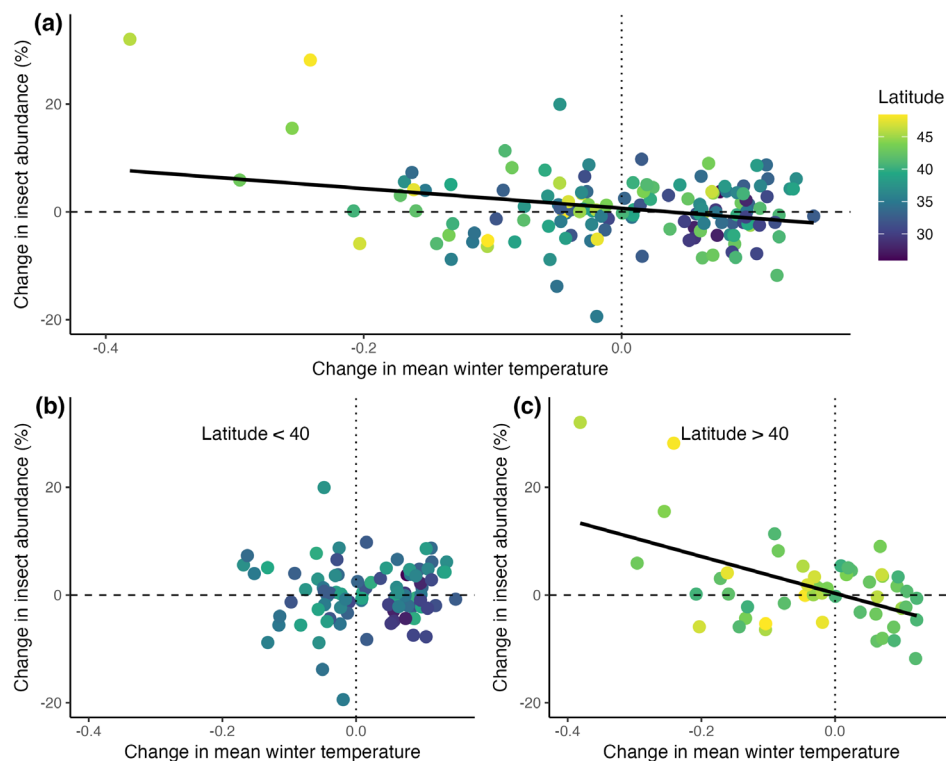 (a)
Change in insect abundance (%)
20
0
-20
-0.4
-0.2
0.0
Change in mean winter temperature
Latitude
45
40
35
30
(b)
Latitude < 40
Change in insect abundance (%)
20
0
-20
-0.4
-0.2
0.0
Change in mean winter temperature
(c)
Latitude > 40
Change in insect abundance (%)
20
0
-20
-0.4
-0.2
0.0
Change in mean winter temperature